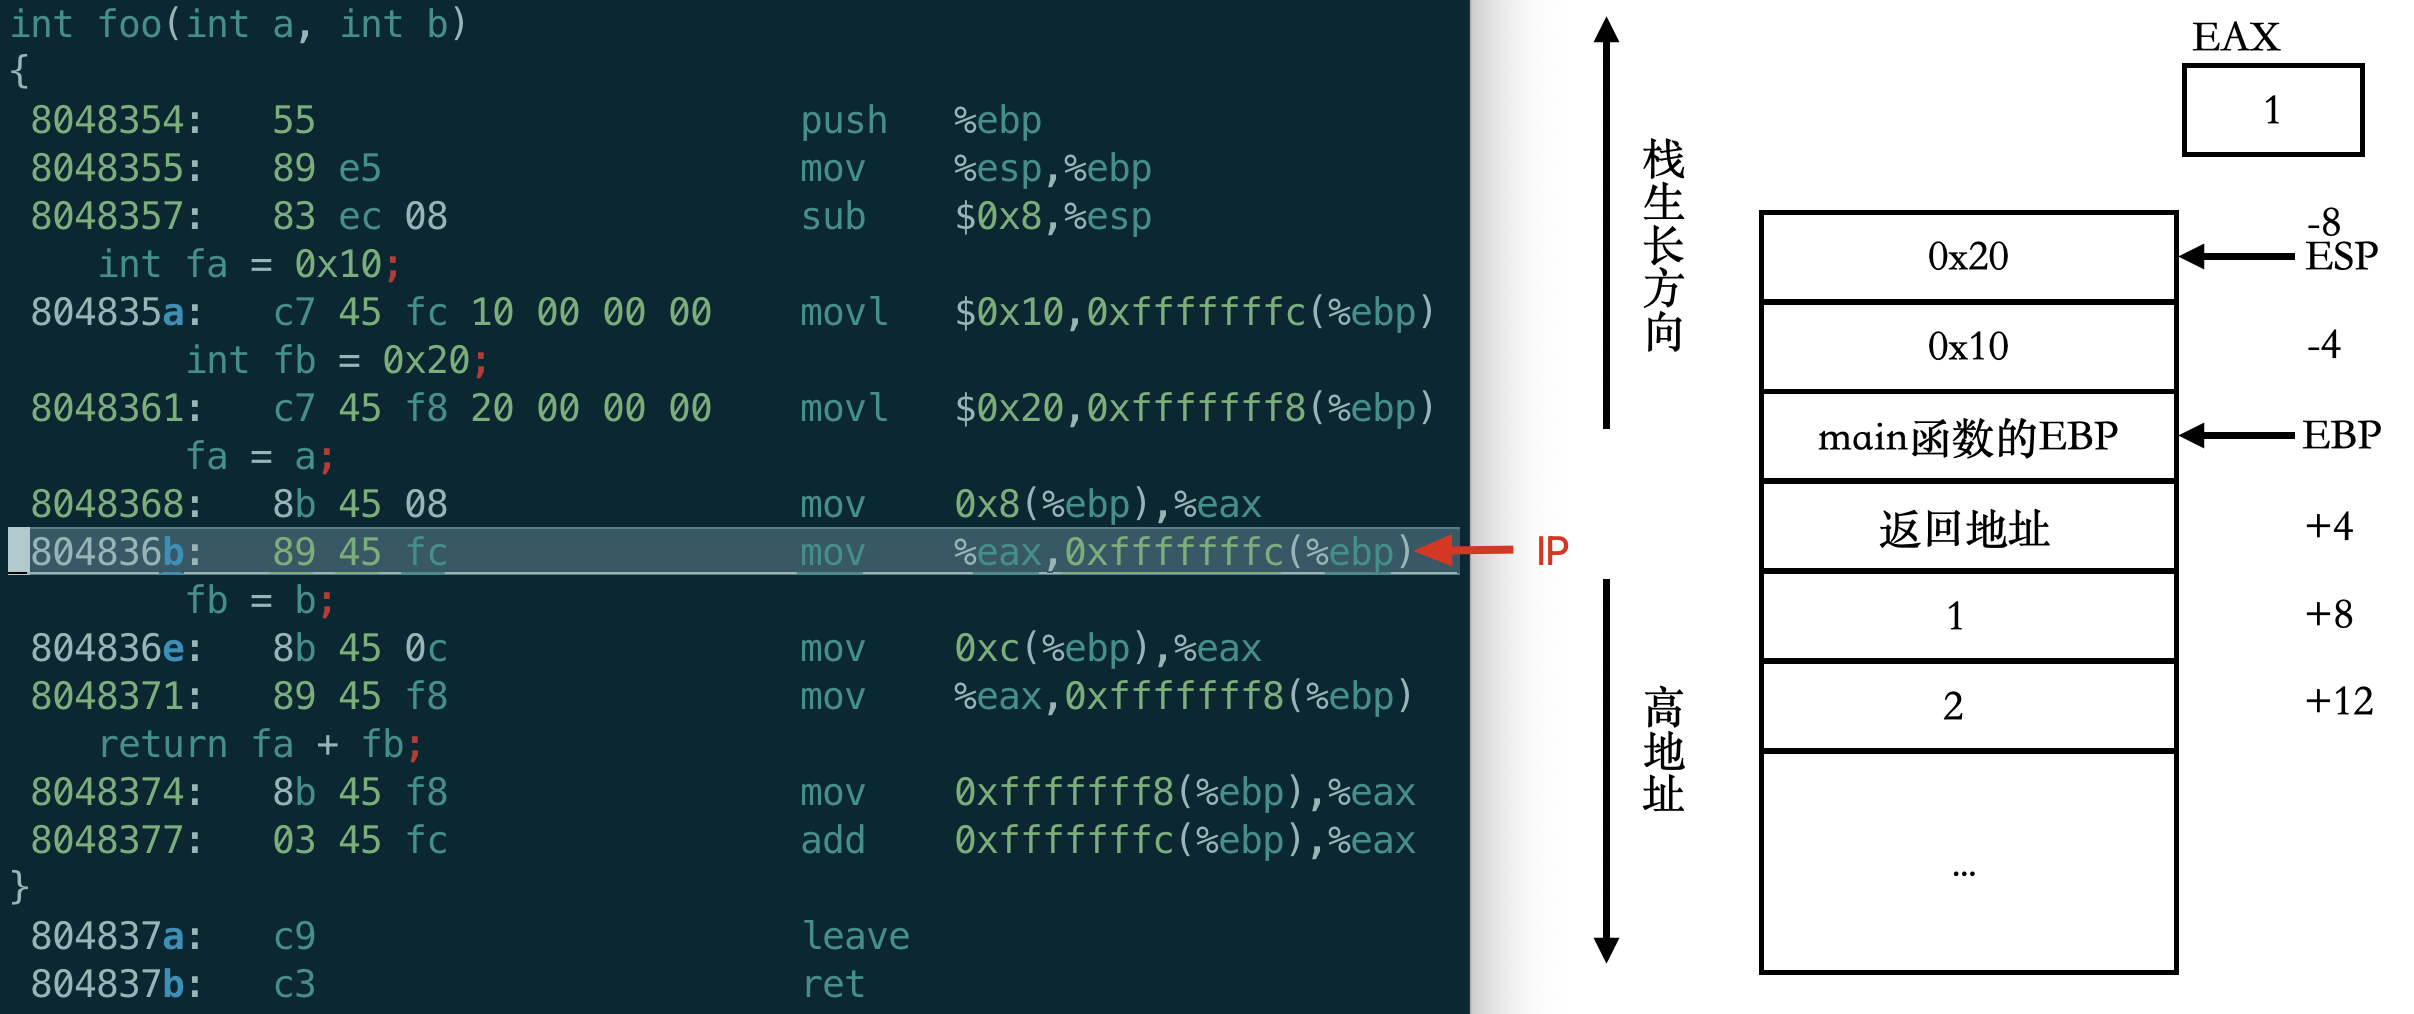 int foo(int a, int b)
{
8048354: 55 push %ebp
8048355: 89 e5 mov %esp,%ebp
8048357: 83 ec 08 sub $0x8,%esp
int fa = 0x10;
804835a: c7 45 fc 10 00 00 00 movl $0x10,0xfffffffc(%ebp)
int fb = 0x20;
8048361: c7 45 f8 20 00 00 00 movl $0x20,0xfffffff8(%ebp)
fa = a;
8048368: 8b 45 08 mov 0x8(%ebp),%eax
804836b: 89 45 fc mov %eax,0xfffffffc(%ebp)
fb = b;
804836e: 8b 45 0c mov 0xc(%ebp),%eax
8048371: 89 45 f8 mov %eax,0xfffffff8(%ebp)
return fa + fb;
8048374: 8b 45 f8 mov 0xfffffff8(%ebp),%eax
8048377: 03 45 fc add 0xfffffffc(%ebp),%eax
}
804837a: c9 leave
804837b: c3 ret
IP
栈生长方向
高地址
EAX
1
0x20
-8
ESP
0x10
-4
main函数的EBP
EBP
返回地址
+4
1
+8
2
+12
...